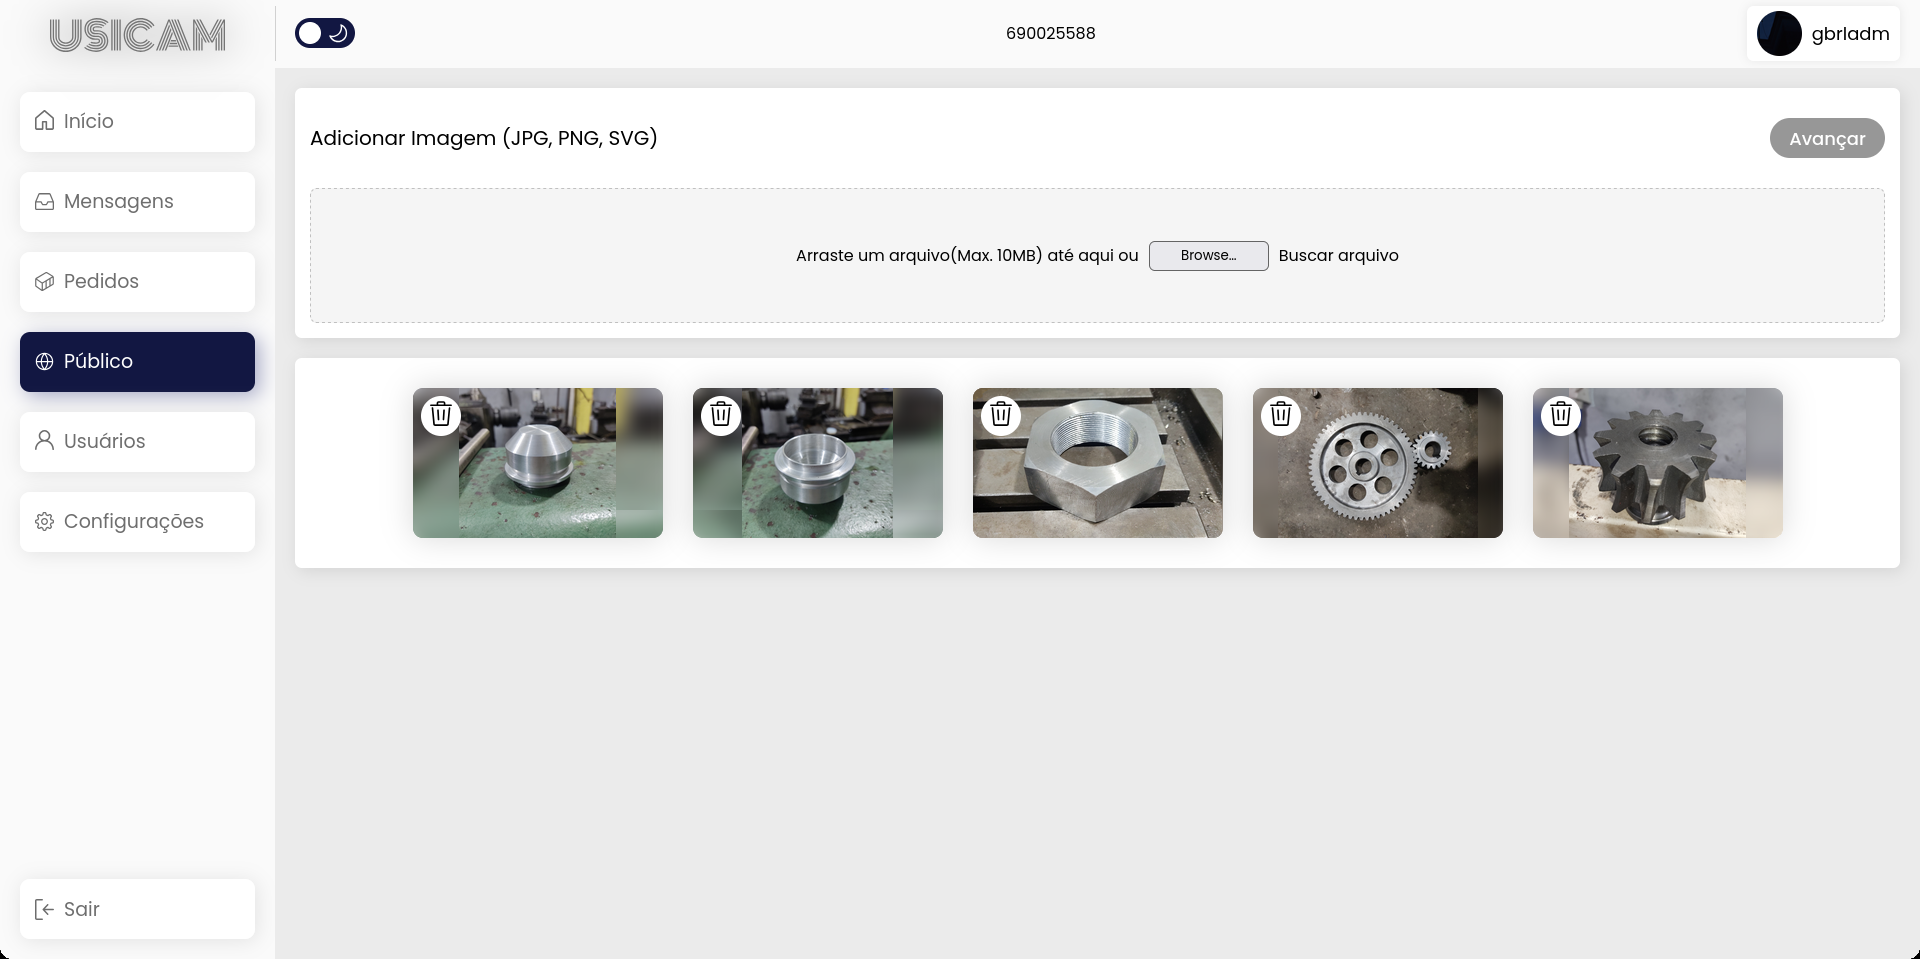 USICAM
690025588
gbrladm
Início
Mensagens
Pedidos
Público
Usuários
Configurações
Sair
Adicionar Imagem (JPG, PNG, SVG)
Avançar
Arraste um arquivo(Max. 10MB) até aqui ou Browse... Buscar arquivo